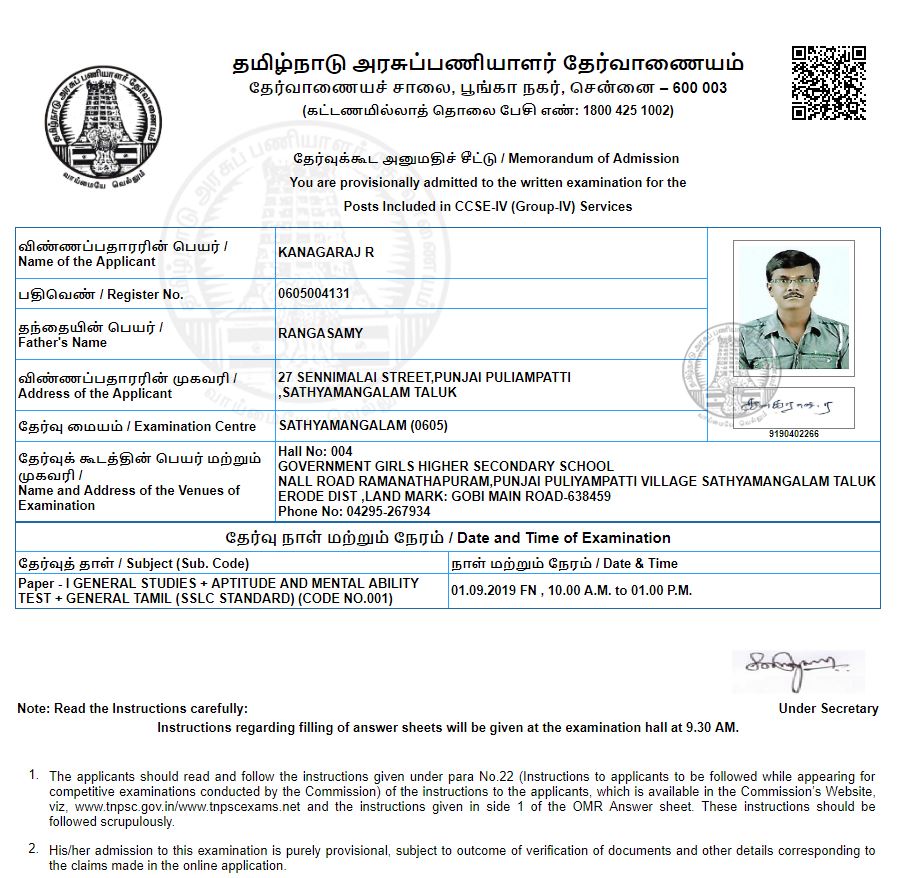 தமிழ்நாடு அரசுப்பணியாளர் தேர்வாணையம்
தேர்வாணையச் சாலை, பூங்கா நகர், சென்னை – 600 003
(கட்டணமில்லாத் தொலை பேசி எண்: 1800 425 1002)
தமிழ்நாடு அரசுப் பணியாளர் தேர்வாணையம்
வாய்மையே வெல்லும்
தேர்வுக்கூட அனுமதிச் சீட்டு / Memorandum of Admission
You are provisionally admitted to the written examination for the
Posts Included in CCSE-IV (Group-IV) Services
விண்ணப்பதாரரின் பெயர் /
Name of the Applicant
KANAGARAJ R
பதிவெண் / Register No.
0605004131
தந்தையின் பெயர் /
Father's Name
RANGASAMY
விண்ணப்பதாரரின் முகவரி /
Address of the Applicant
27 SENNIMALAI STREET,PUNJAI PULIAMPATTI
,SATHYAMANGALAM TALUK
தேர்வு மையம் / Examination Centre
SATHYAMANGALAM (0605)
9190402266
தேர்வுக் கூடத்தின் பெயர் மற்றும்
முகவரி /
Name and Address of the Venues of
Examination
Hall No: 004
GOVERNMENT GIRLS HIGHER SECONDARY SCHOOL
NALL ROAD RAMANATHAPURAM,PUNJAI PULIYAMPATTI VILLAGE SATHYAMANGALAM TALUK
ERODE DIST ,LAND MARK: GOBI MAIN ROAD-638459
Phone No: 04295-267934
தேர்வு நாள் மற்றும் நேரம் / Date and Time of Examination
தேர்வுத் தாள் / Subject (Sub. Code)
நாள் மற்றும் நேரம் / Date & Time
Paper - I GENERAL STUDIES + APTITUDE AND MENTAL ABILITY
TEST + GENERAL TAMIL (SSLC STANDARD) (CODE NO.001)
01.09.2019 FN , 10.00 A.M. to 01.00 P.M.
Note: Read the Instructions carefully:
Under Secretary
Instructions regarding filling of answer sheets will be given at the examination hall at 9.30 AM.
1. The applicants should read and follow the instructions given under para No.22 (Instructions to applicants to be followed while appearing for
competitive examinations conducted by the Commission) of the instructions to the applicants, which is available in the Commission's Website,
viz, www.tnpsc.gov.in/www.tnpscexams.net and the instructions given in side 1 of the OMR Answer sheet. These instructions should be
followed scrupulously.
2. His/her admission to this examination is purely provisional, subject to outcome of verification of documents and other details corresponding to
the claims made in the online application.